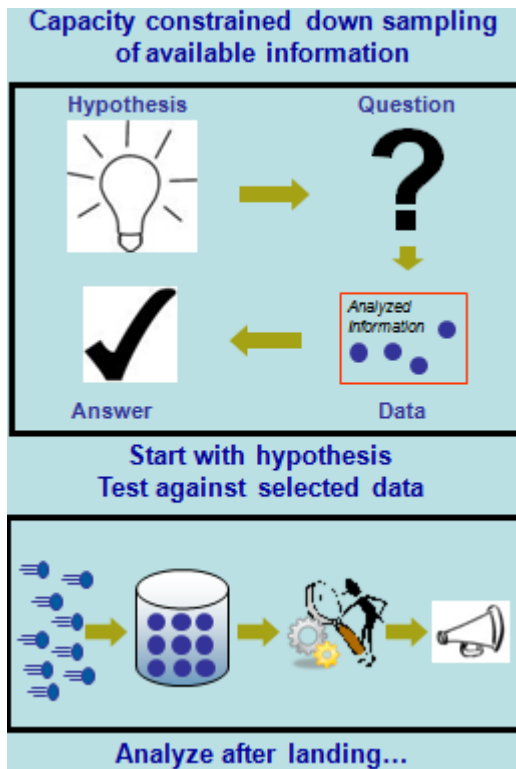 Capacity constrained down sampling
of available information
Hypothesis
Question
?
Analyzed
Information
Answer
Data
Start with hypothesis
Test against selected data
Analyze after landing...